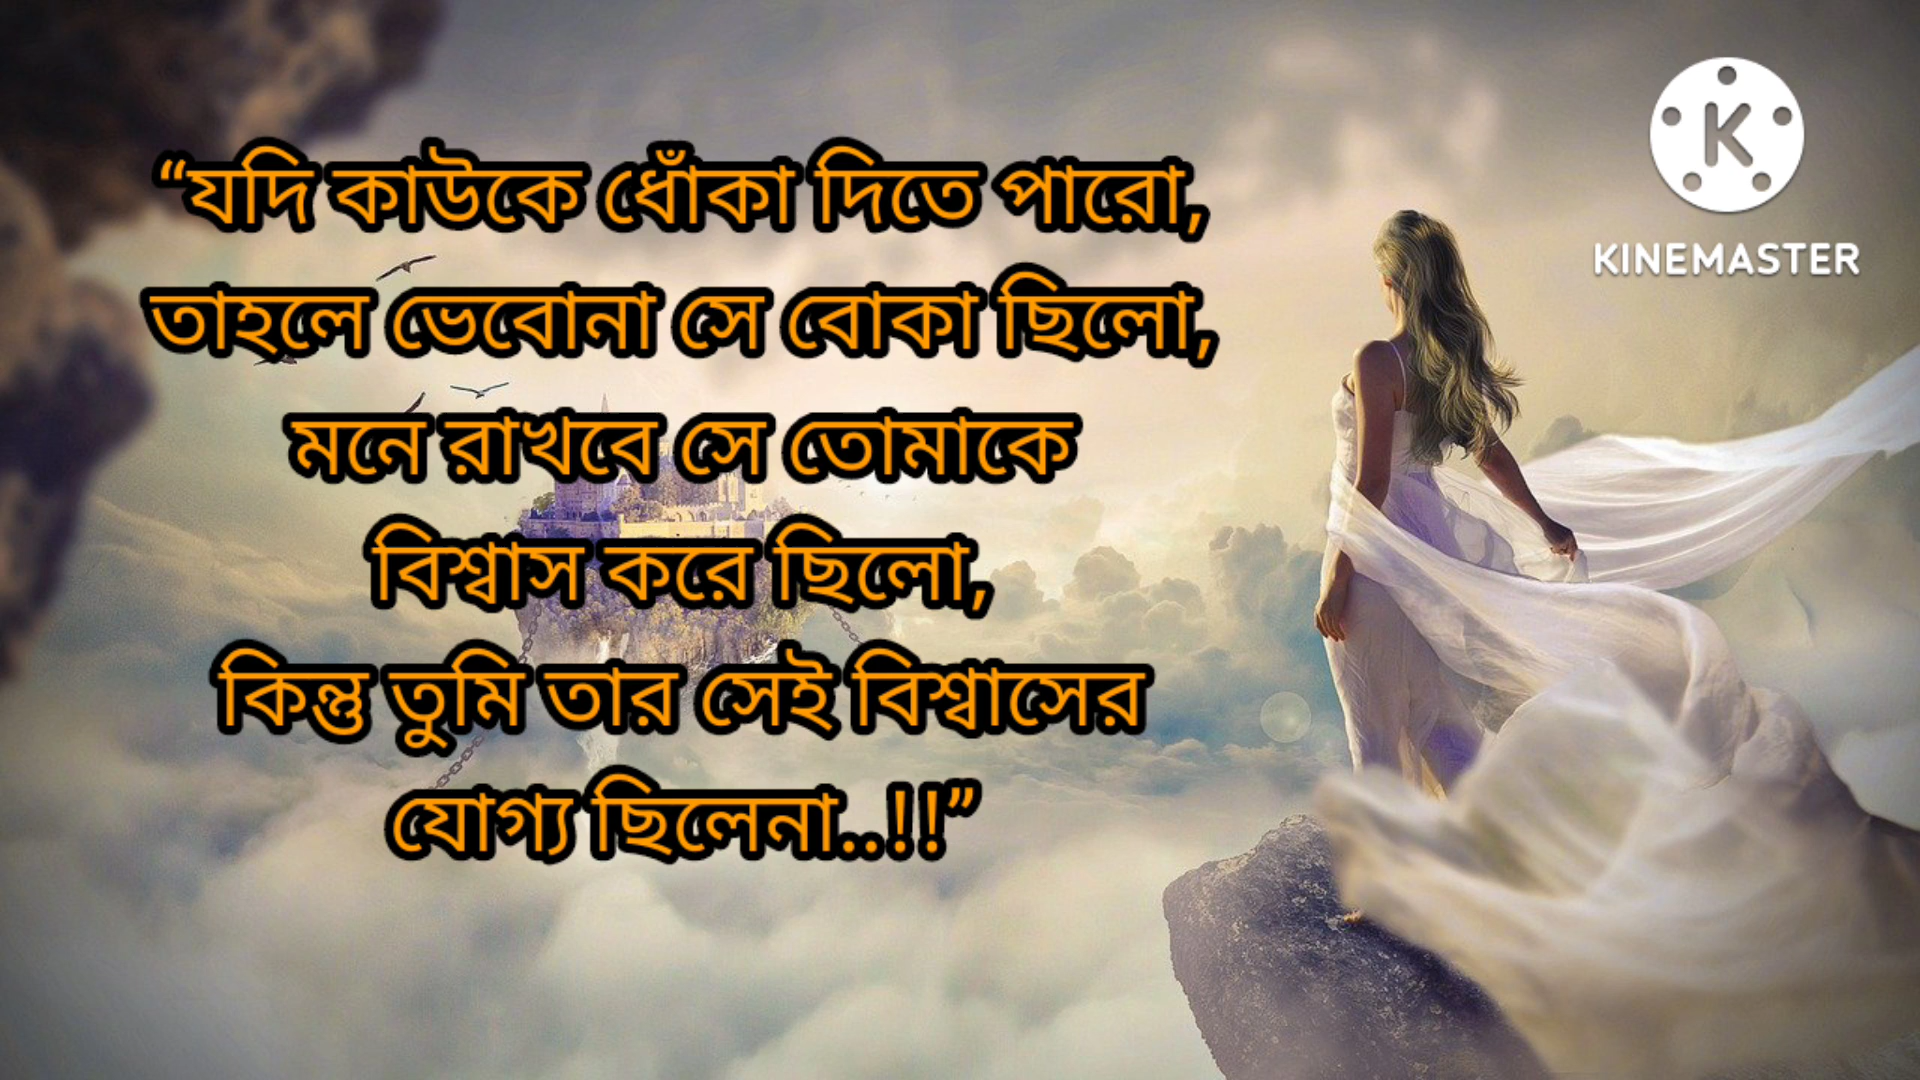 “যদি কাউকে ধোঁকা দিতে পারো,
তাহলে ভেবোনা সে বোকা ছিলো,
মনে রাখবে সে তোমাকে
বিশ্বাস করে ছিলো,
কিন্তু তুমি তার সেই বিশ্বাসের
যোগ্য ছিলেনা..!!”
K
KINEMASTER